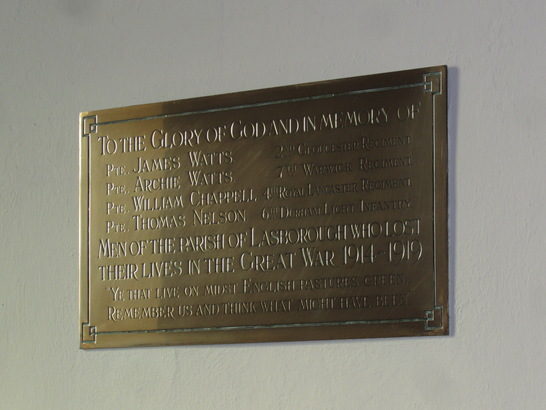 TO THE GLORY OF GOD AND IN MEMORY OF
PTE. JAMES WATTS 2ND GLOUCESTER REGIMENT
PTE. ARCHIE WATTS 7TH WARWICK REGIMENT
PTE. WILLIAM CHAPPELL 4TH ROYAL LANCASTER REGIMENT
PTE. THOMAS NELSON 6TH DURHAM LIGHT INFANTRY
MEN OF THE PARISH OF LASBOROUGH WHO LOST
THEIR LIVES IN THE GREAT WAR 1914-1919
"YE THAT LIVE ON MIDST ENGLISH PASTURES GREEN,
REMEMBER US AND THINK WHAT MIGHT HAVE BEEN"